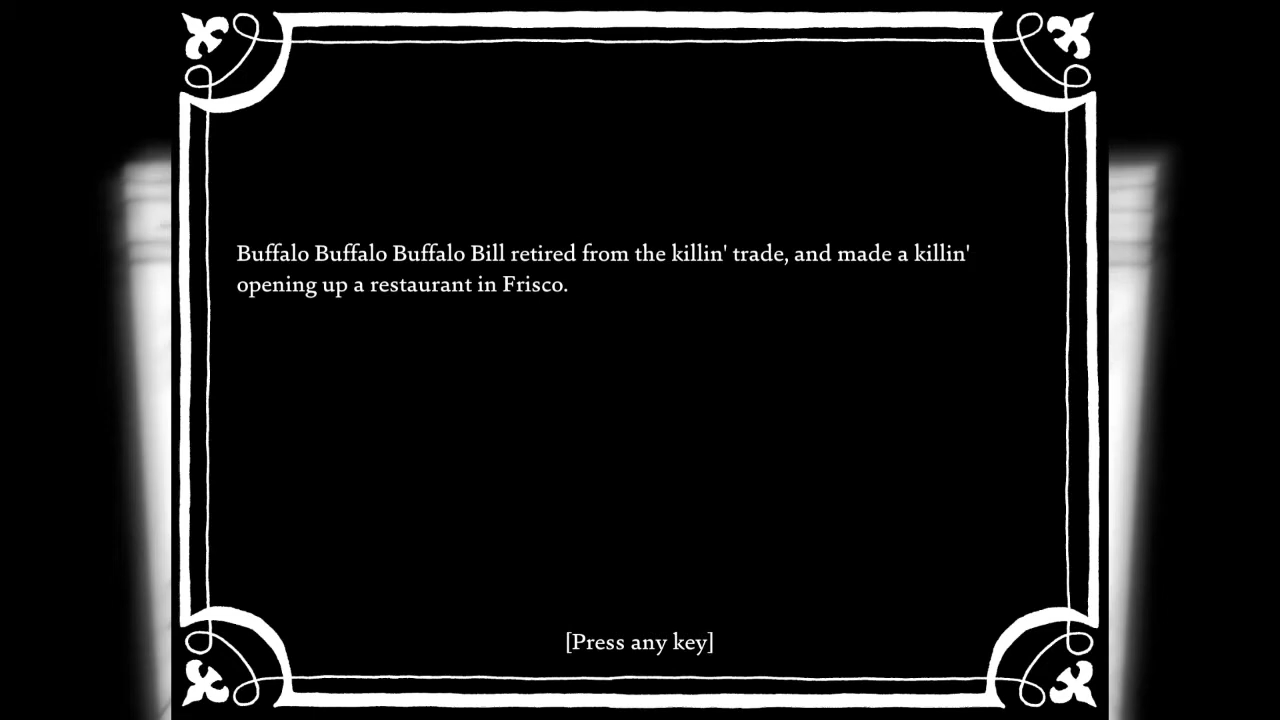 Buffalo Buffalo Buffalo Bill retired from the killin' trade, and made a killin'
opening up a restaurant in Frisco.
[Press any key]